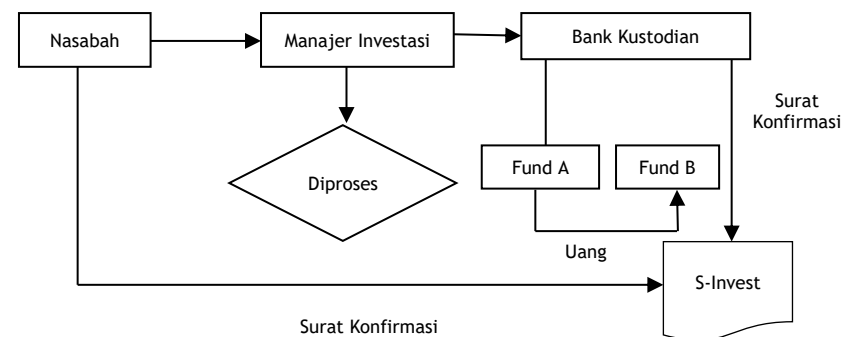 Nasabah
Manajer Investasi
Bank Kustodian
Surat
Konfirmasi
Diproses
Fund A
Fund B
Uang
S-Invest
Surat Konfirmasi